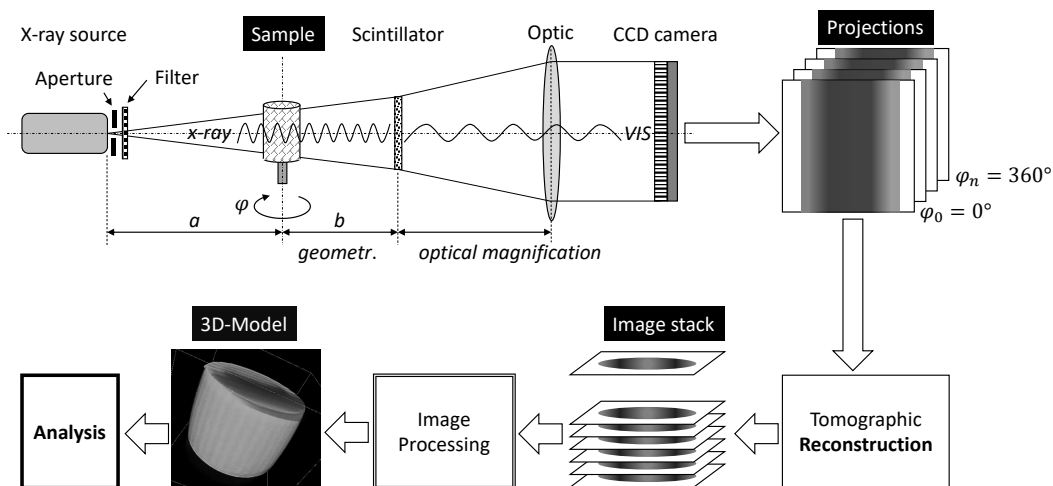 X-ray source
Sample
Scintillator
Optic
CCD camera
Projections
Aperture
Filter
x-ray
VIS
φ
a
b
geometr.
optical magnification
φn = 360°
φ0 = 0°
3D-Model
Image stack
Analysis
Image
Processing
Tomographic
Reconstruction